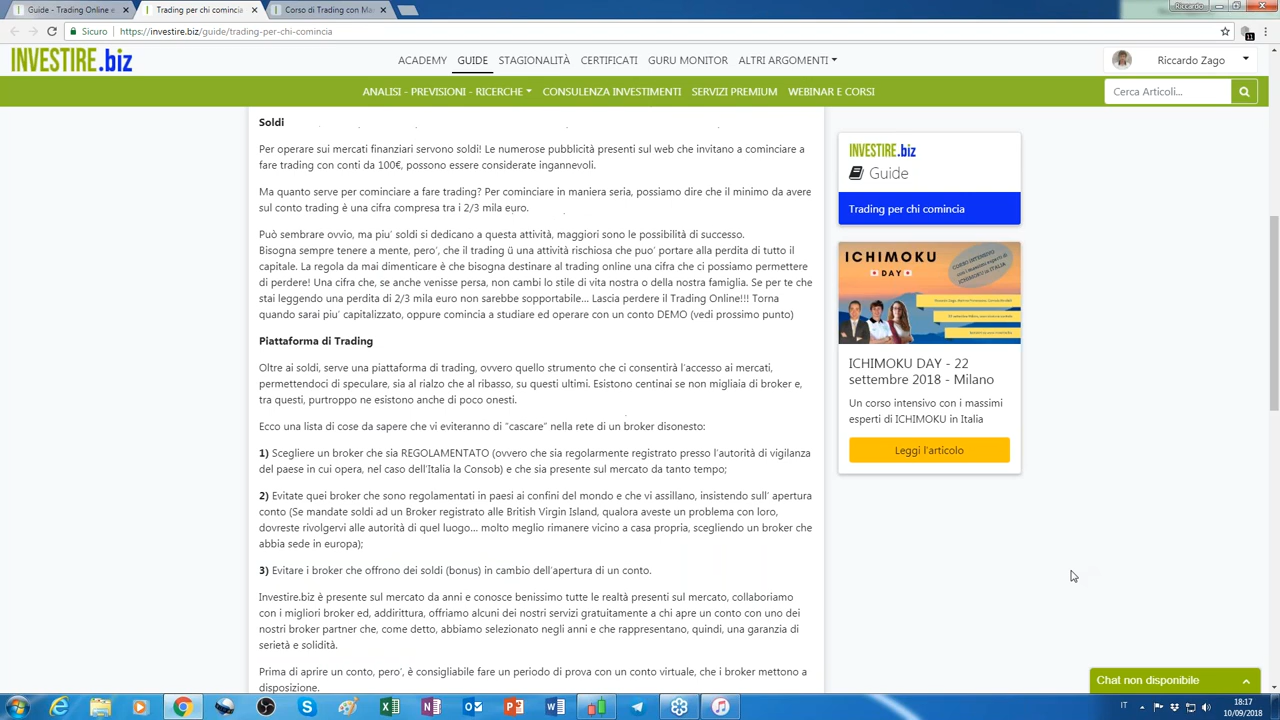 Guide - Trading Online e
Trading per chi comincia
Corso di Trading con Ma
Riccardo
Sicuro
https://investire.biz/guide/trading-per-chi-comincia
11
INVESTIRE.biz
ACADEMY GUIDE STAGIONALITÀ CERTIFICATI GURU MONITOR ALTRI ARGOMENTI
Riccardo Zago
ANALISI - PREVISIONI - RICERCHE CONSULENZA INVESTIMENTI SERVIZI PREMIUM WEBINAR E CORSI
Cerca Articoli...
Soldi
Per operare sui mercati finanziari servono soldi! Le numerose pubblicità presenti sul web che invitano a cominciare a
fare trading con conti da 100€, possono essere considerate ingannevoli.
Ma quanto serve per cominciare a fare trading? Per cominciare in maniera seria, possiamo dire che il minimo da avere
sul conto trading è una cifra compresa tra i 2/3 mila euro.
Può sembrare ovvio, ma piu' soldi si dedicano a questa attività, maggiori sono le possibilità di successo.
Bisogna sempre tenere a mente, pero', che il trading ü una attività rischiosa che puo' portare alla perdita di tutto il
capitale. La regola da mai dimenticare è che bisogna destinare al trading online una cifra che ci possiamo permettere
di perdere! Una cifra che, se anche venisse persa, non cambi lo stile di vita nostra o della nostra famiglia. Se per te che
stai leggendo una perdita di 2/3 mila euro non sarebbe sopportabile... Lascia perdere il Trading Online!!! Torna
quando sarai piu' capitalizzato, oppure comincia a studiare ed operare con un conto DEMO (vedi prossimo punto)
Piattaforma di Trading
Oltre ai soldi, serve una piattaforma di trading, ovvero quello strumento che ci consentirà l'accesso ai mercati,
permettendoci di speculare, sia al rialzo che al ribasso, su questi ultimi. Esistono centinai se non migliaia di broker e,
tra questi, purtroppo ne esistono anche di poco onesti.
Ecco una lista di cose da sapere che vi eviteranno di "cascare" nella rete di un broker disonesto:
1) Scegliere un broker che sia REGOLAMENTATO (ovvero che sia regolarmente registrato presso l'autorità di vigilanza
del paese in cui opera, nel caso dell'Italia la Consob) e che sia presente sul mercato da tanto tempo;
2) Evitate quei broker che sono regolamentati in paesi ai confini del mondo e che vi assillano, insistendo sull' apertura
conto (Se mandate soldi ad un Broker registrato alle British Virgin Island, qualora aveste un problema con loro,
dovreste rivolgervi alle autorità di quel luogo... molto meglio rimanere vicino a casa propria, scegliendo un broker che
abbia sede in europa);
3) Evitare i broker che offrono dei soldi (bonus) in cambio dell'apertura di un conto.
Investire.biz è presente sul mercato da anni e conosce benissimo tutte le realtà presenti sul mercato, collaboriamo
con i migliori broker ed, addirittura, offriamo alcuni dei nostri servizi gratuitamente a chi apre un conto con uno dei
nostri broker partner che, come detto, abbiamo selezionato negli anni e che rappresentano, quindi, una garanzia di
serietà e solidità.
Prima di aprire un conto, pero', è consigliabile fare un periodo di prova con un conto virtuale, che i broker mettono a
disposizione.
INVESTIRE.biz
Guide
Trading per chi comincia
ICHIMOKU
DAY
ICHIMOKU DAY - 22
settembre 2018 - Milano
Un corso intensivo con i massimi
esperti di ICHIMOKU in Italia
Leggi l'articolo
Chat non disponibile
IT
18:17
10/09/2018